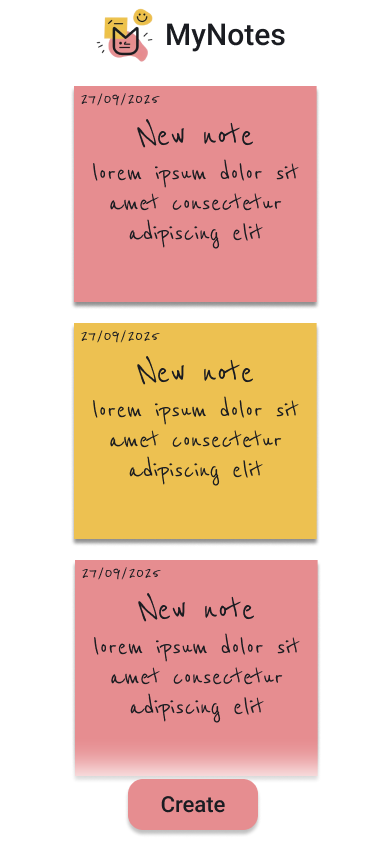 MyNotes
27/09/2025
New note
lorem ipsum dolor sit
amet consectetur
adipiscing elit
27/09/2025
New note
lorem ipsum dolor sit
amet consectetur
adipiscing elit
27/09/2025
New note
lorem ipsum dolor sit
amet consectetur
adipiscing elit
Create